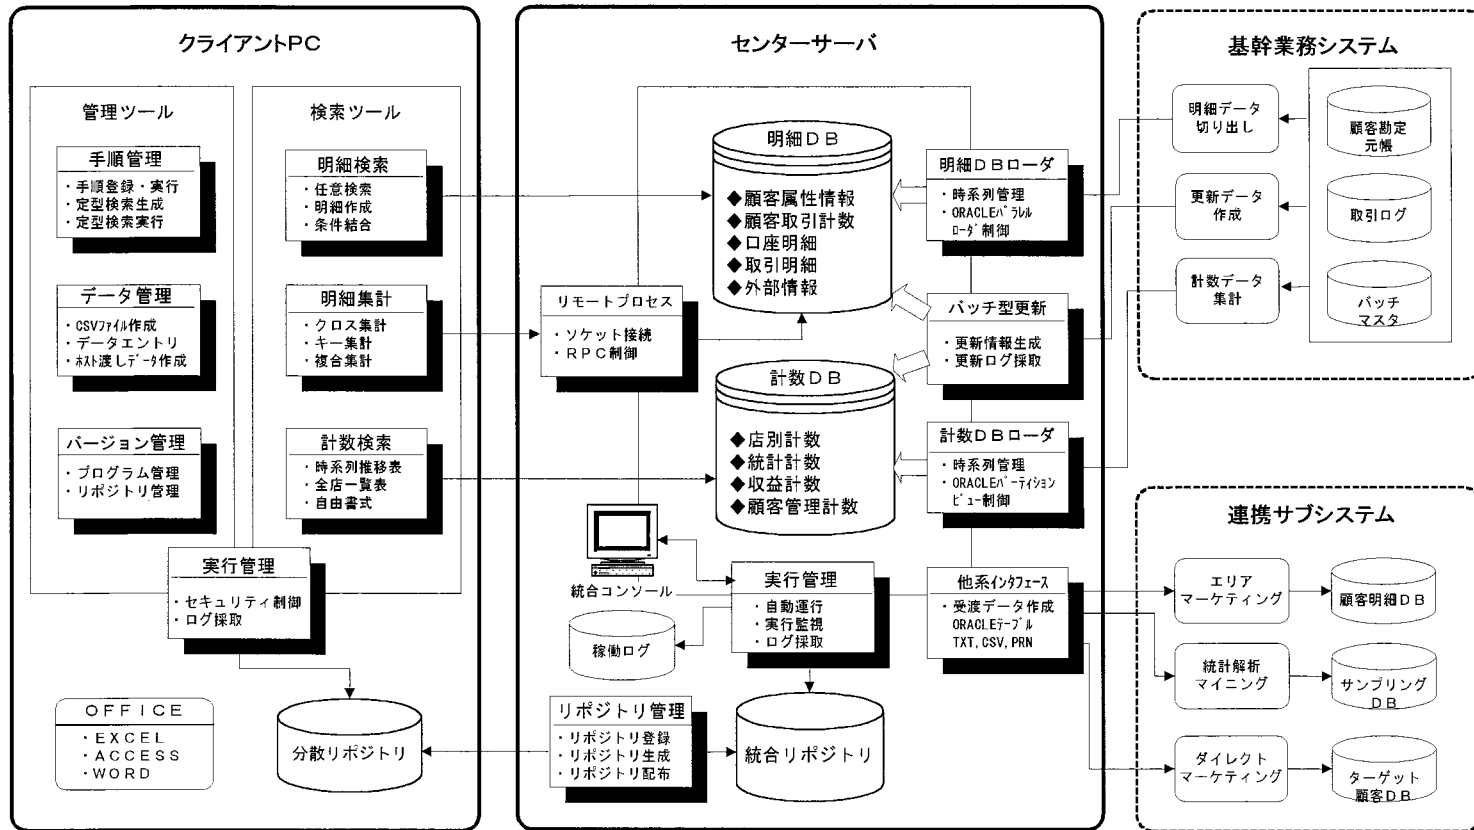 クライアントPC
管理ツール
手順管理
・手順登録・実行
・定型検索生成
・定型検索実行
データ管理
・CSVファイル作成
・データエントリ
・ホスト渡しデータ作成
バージョン管理
・プログラム管理
・リポジトリ管理
検索ツール
明細検索
・任意検索
・明細作成
・条件結合
明細集計
・クロス集計
・キー集計
・複合集計
計数検索
・時系列推移表
・全店一覧表
・自由書式
実行管理
・セキュリティ制御
・ログ採取
OFFICE
・EXCEL
・ACCESS
・WORD
分散リポジトリ
センターサーバ
明細DB
◆顧客属性情報
◆顧客取引計数
◆口座明細
◆取引明細
◆外部情報
リモートプロセス
・ソケット接続
・RPC制御
計数DB
◆店別計数
◆統計計数
◆収益計数
◆顧客管理計数
明細DBローダ
・時系列管理
・ORACLEパラレル
ローダ制御
バッチ型更新
・更新情報生成
・更新ログ採取
計数DBローダ
・時系列管理
・ORACLEパーティション
ビュー制御
統合コンソール
稼働ログ
実行管理
・自動運行
・実行監視
・ログ採取
他系インタフェース
・受渡データ作成
ORACLEテーブル
TXT, CSV, PRN
リポジトリ管理
・リポジトリ登録
・リポジトリ生成
・リポジトリ配布
統合リポジトリ
基幹業務システム
明細データ
切り出し
更新データ
作成
計数データ
集計
顧客勘定
元帳
取引ログ
バッチ
マスタ
連携サブシステム
エリア
マーケティング
顧客明細DB
統計解析
マイニング
サンプリング
DB
ダイレクト
マーケティング
ターゲット
顧客DB